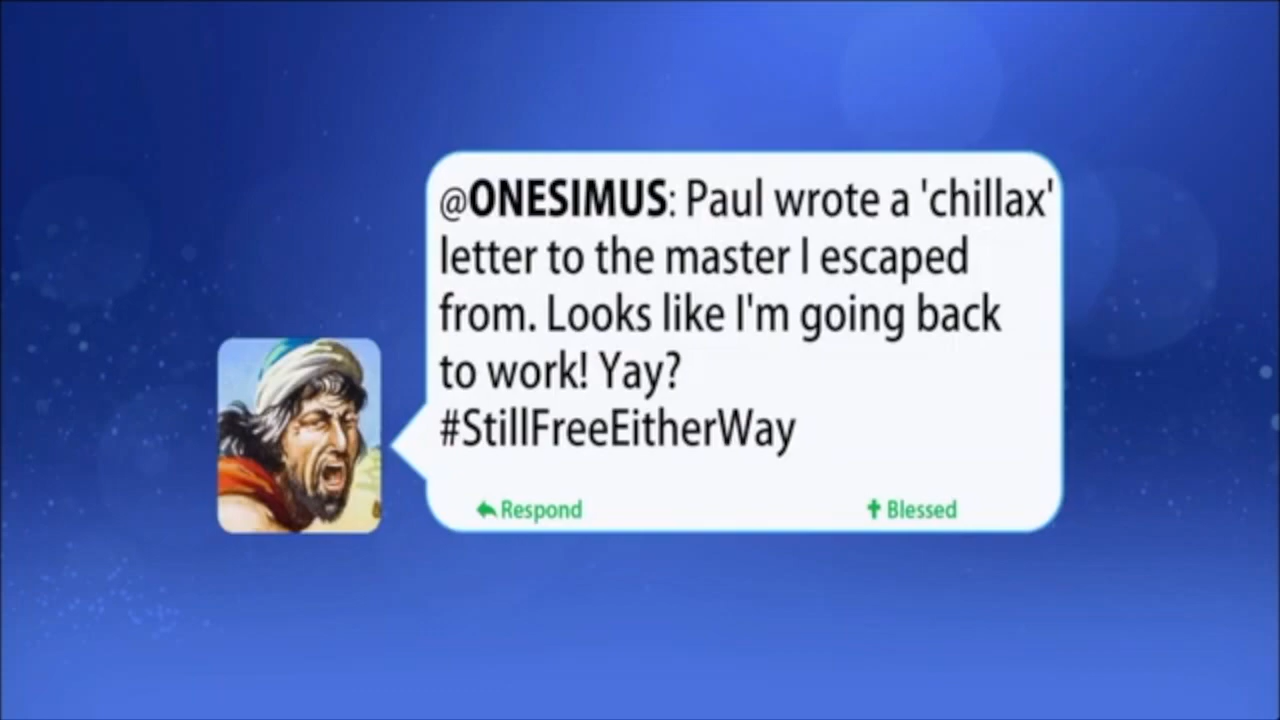 @ONESIMUS: Paul wrote a 'chillax'
letter to the master I escaped
from. Looks like I'm going back
to work! Yay?
#StillFreeEitherWay
Respond
Blessed